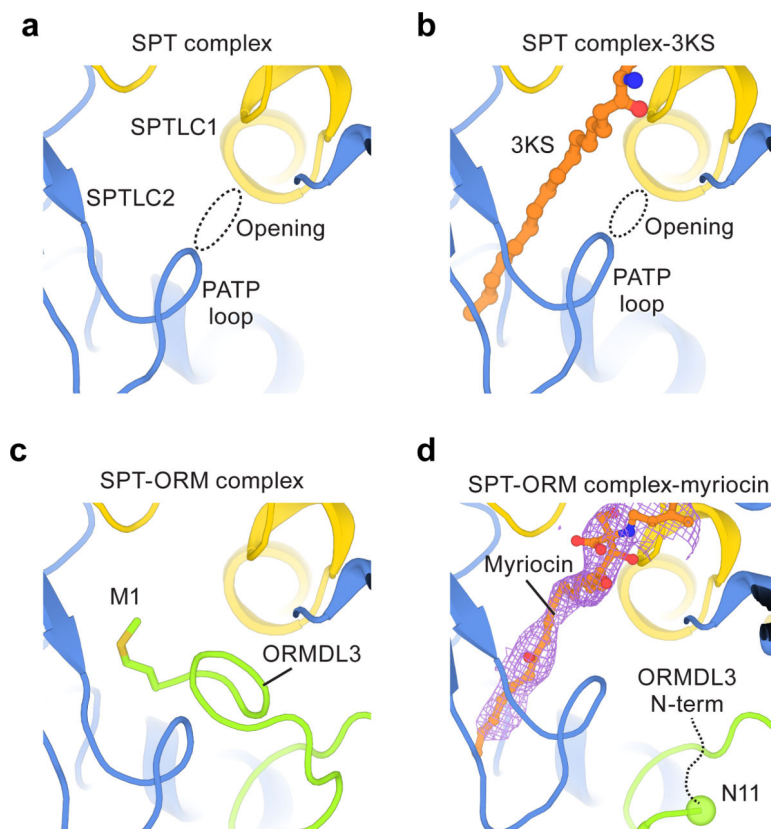 a
SPT complex
SPTLC1
SPTLC2
Opening
PATP
loop
b
SPT complex-3KS
3KS
Opening
PATP
loop
c
SPT-ORM complex
M1
ORMDL3
d
SPT-ORM complex-myriocin
Myriocin
ORMDL3
N-term
N11